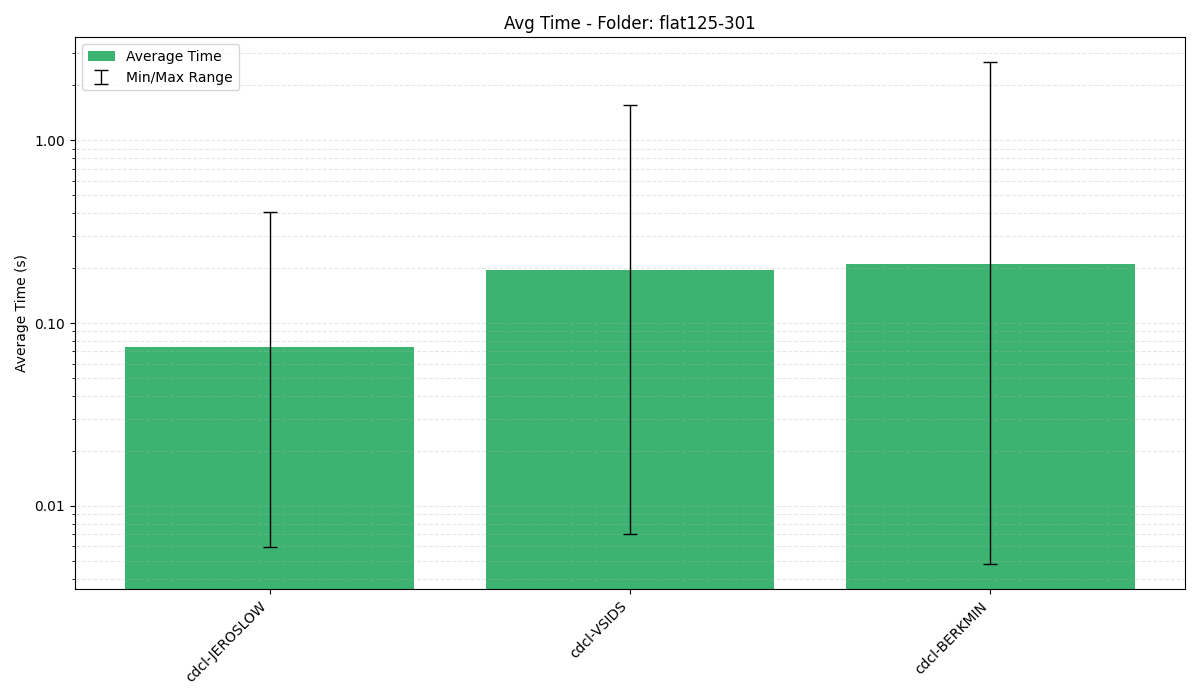 Avg Time - Folder: flat125-301
Average Time
Min/Max Range
Average Time (s)
1.00
0.10
0.01
cdcl-JEROSLOW
cdcl-VSIDS
cdcl-BERKMIN